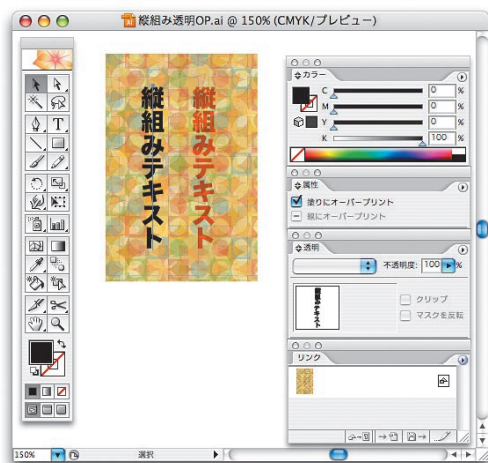 縦組み透明OP.ai @ 150% (CMYK/プレビュー)
縦組みテキスト
縦組みテキスト
カラー
C 0 %
M 0 %
Y 0 %
K 100 %
属性
塗りにオーバープリント
線にオーバープリント
透明
不透明度: 100 %
縦組みテキスト
クリップ
マスクを反転
リンク
150%
選択